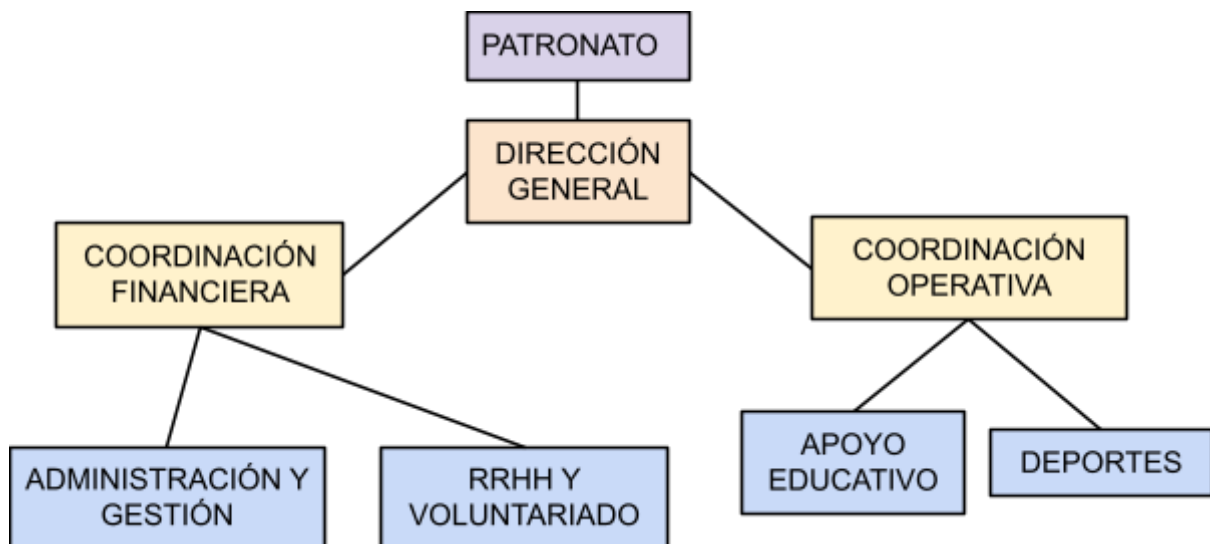 PATRONATO
DIRECCIÓN
GENERAL
COORDINACIÓN
FINANCIERA
COORDINACIÓN
OPERATIVA
ADMINISTRACIÓN Y
GESTIÓN
RRHH Y
VOLUNTARIADO
APOYO
EDUCATIVO
DEPORTES